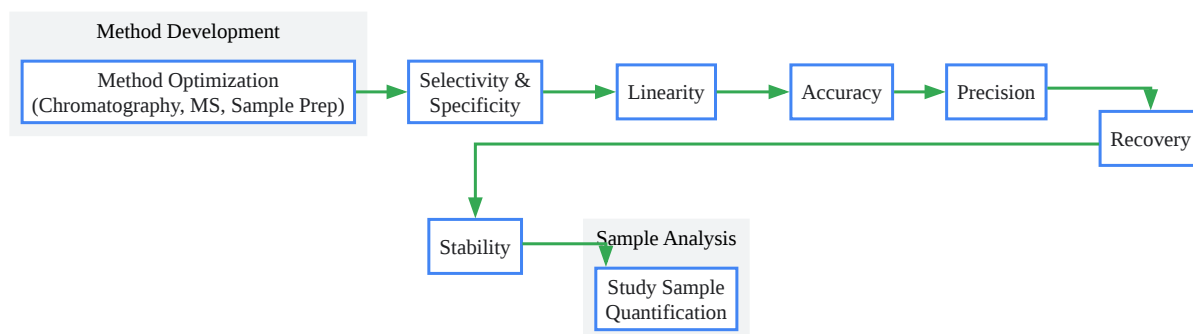 Method Development
Method Optimization
(Chromatography, MS, Sample Prep)
Selectivity &
Specificity
Linearity
Accuracy
Precision
Recovery
Stability
Sample Analysis
Study Sample
Quantification